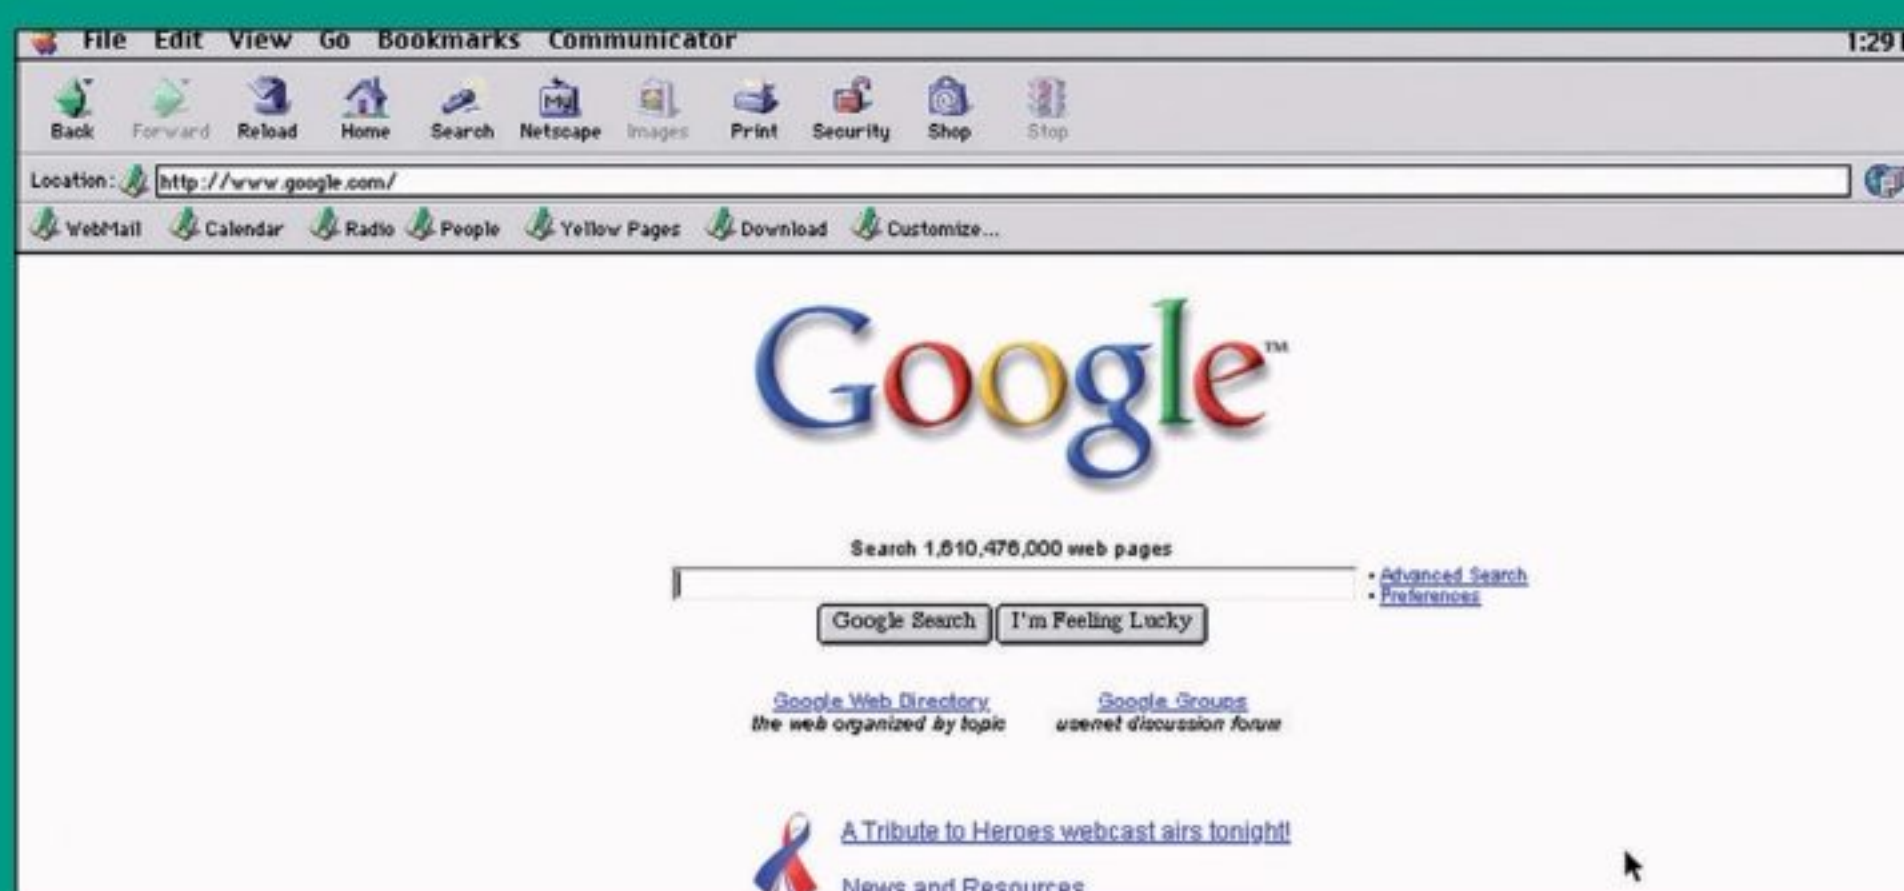 File Edit View Go Bookmarks Communicator 1:29
Back Forward Reload Home Search Netscape Images Print Security Shop Stop
My
Location: http://www.google.com/
WebMail Calendar Radio People Yellow Pages Download Customize...
Google™
Search 1,610,476,000 web pages
• Advanced Search
• Preferences
Google Search I'm Feeling Lucky
Google Web Directory Google Groups
the web organized by topic usenet discussion forum
A Tribute to Heroes webcast airs tonight!
News and Resources